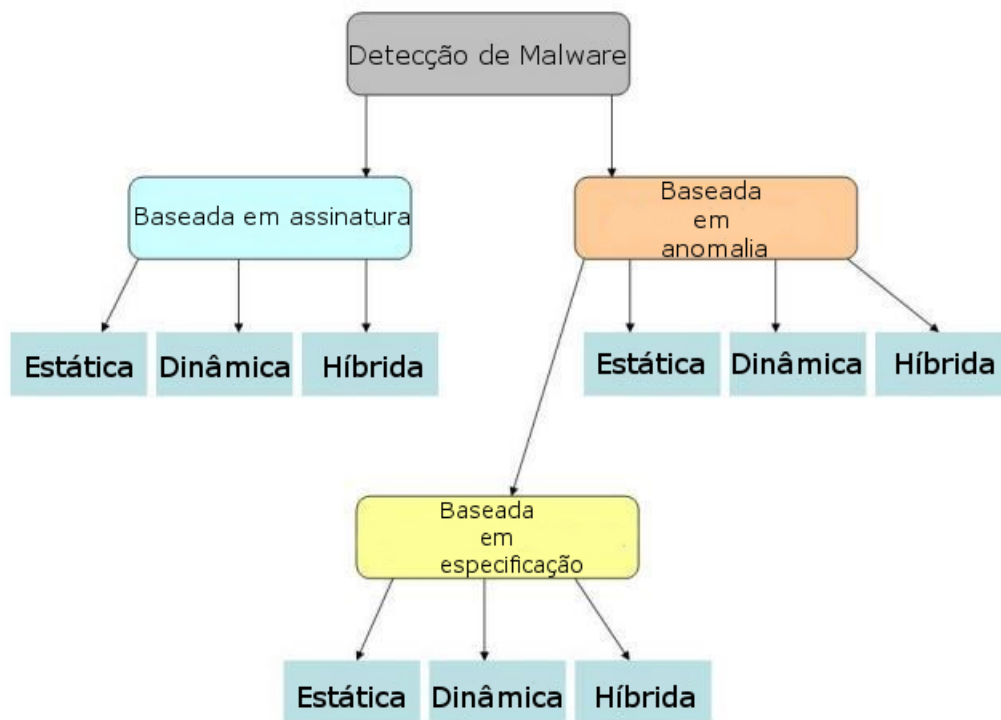 Detecção de Malware
Baseada em assinatura
Baseada
em
anomalia
Estática
Dinâmica
Híbrida
Estática
Dinâmica
Híbrida
Baseada
em
especificação
Estática
Dinâmica
Híbrida